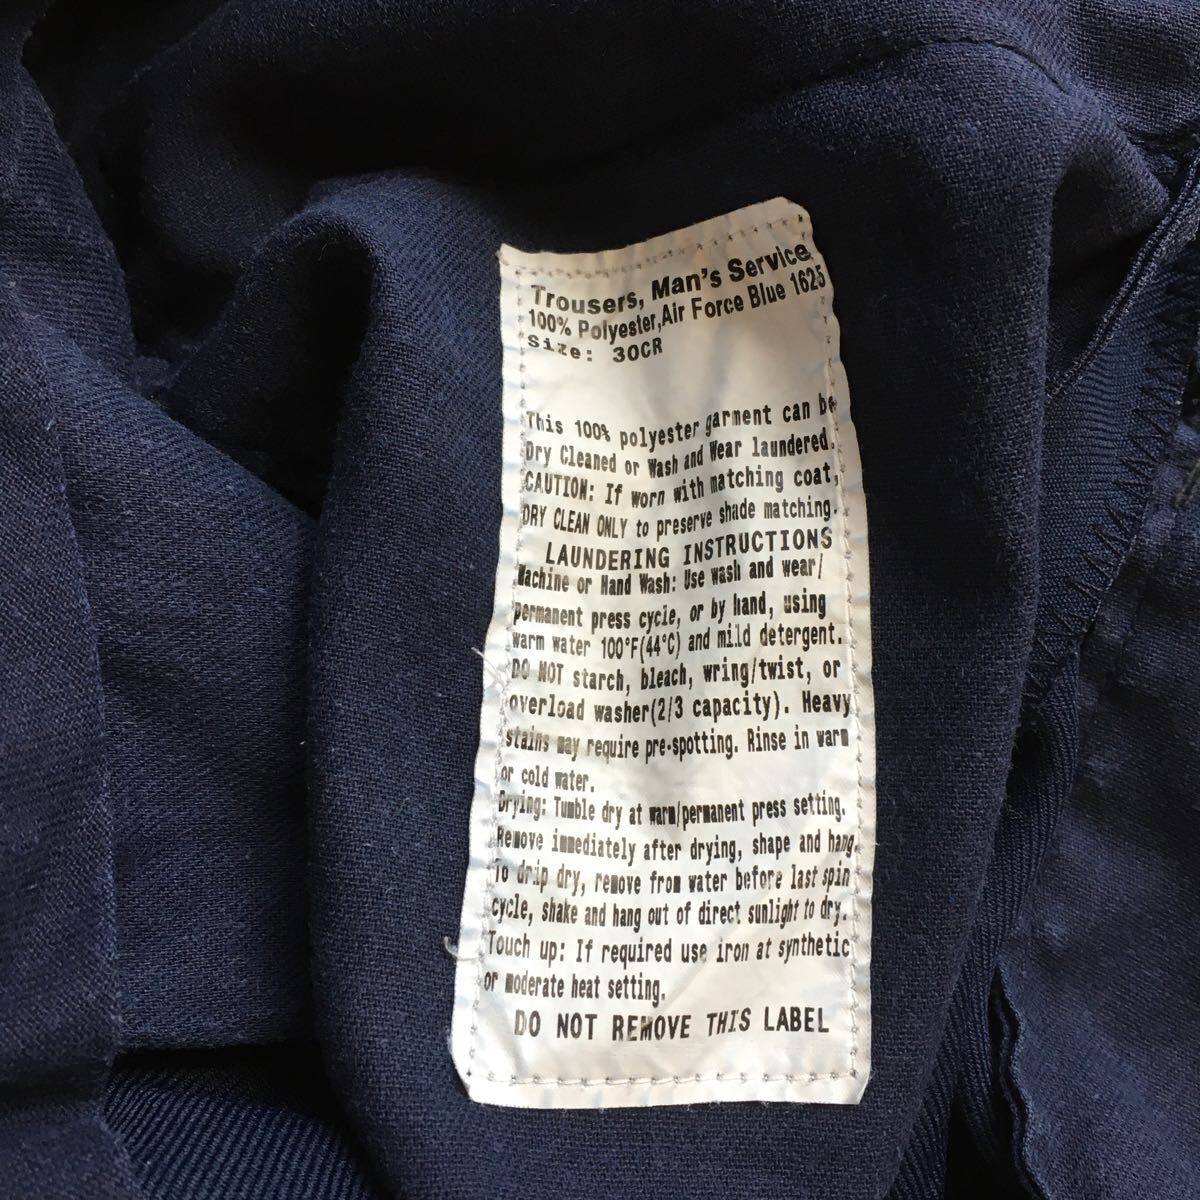 Trousers, Man's Service
100% Polyester,Air Force Blue 1625
Size: 30CR
This 100% polyester garment can be
Dry Cleaned or Wash and Wear laundered.
CAUTION: If worn with matching coat,
DRY CLEAN ONLY to preserve shade matching.
LAUNDERING INSTRUCTIONS
Machine or Hand Wash: Use wash and wear/
permanent press cycle, or by hand, using
warm water 100°F(44°C) and mild detergent.
DO NOT starch, bleach, wring/twist, or
overload washer(2/3 capacity). Heavy
stains may require pre-spotting. Rinse in warm
or cold water.
Drying: Tumble dry at warm/permanent press setting.
Remove immediately after drying, shape and hang.
To drip dry, remove from water before last spin
cycle, shake and hang out of direct sunlight to dry.
Touch up: If required use iron at synthetic
or moderate heat setting.
DO NOT REMOVE THIS LABEL